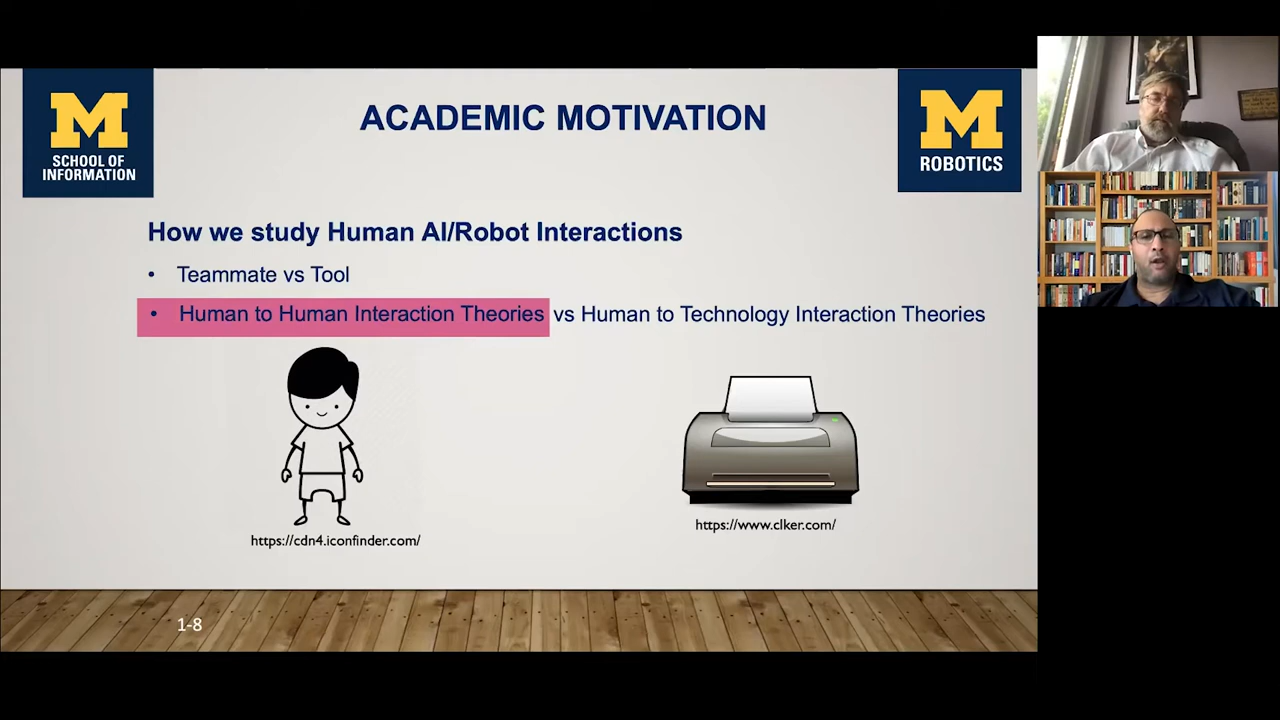 M
SCHOOL OF
INFORMATION
ACADEMIC MOTIVATION
M
ROBOTICS
How we study Human AI/Robot Interactions
• Teammate vs Tool
• Human to Human Interaction Theories vs Human to Technology Interaction Theories
https://cdn4.iconfinder.com/
https://www.clker.com/
1-8